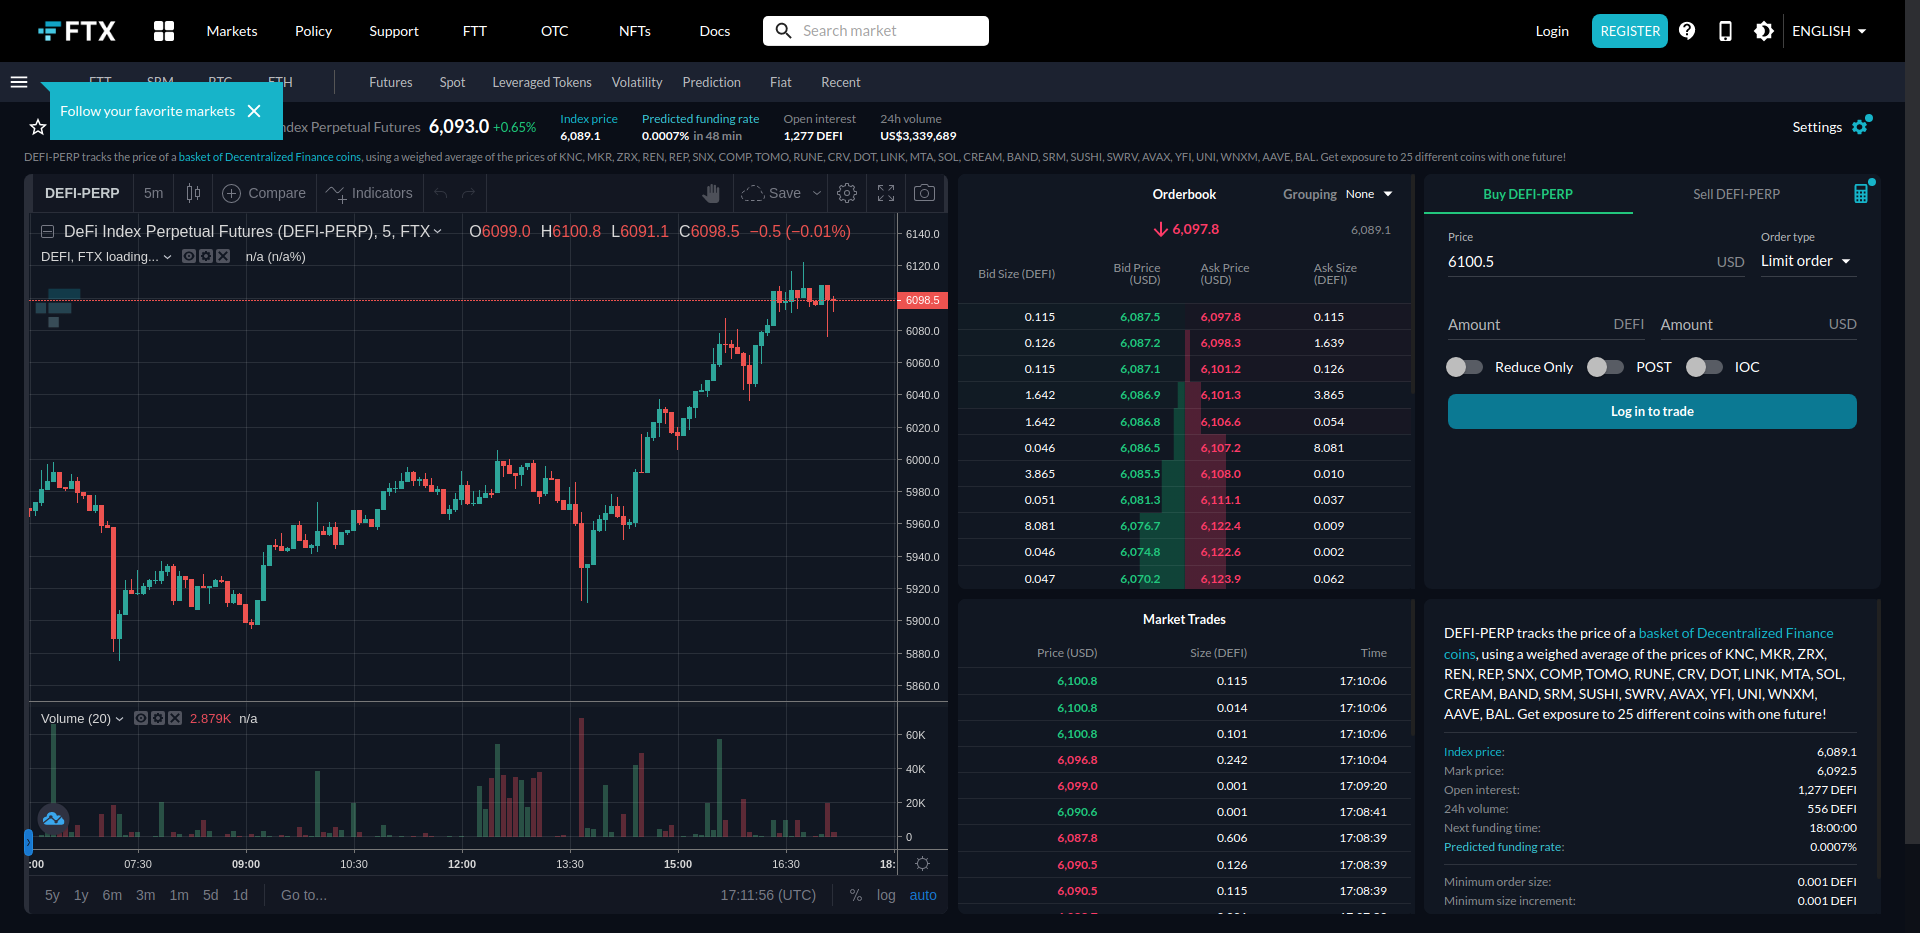 FTX
Markets
Policy
Support
FTT
OTC
NFTs
Docs
Search market
Login
REGISTER
ENGLISH
Futures
Spot
Leveraged Tokens
Volatility
Prediction
Fiat
Recent
Follow your favorite markets
Perpetual Futures
6,093.0 +0.65%
Index price
6,089.1
Predicted funding rate
0.0007% in 48 min
Open interest
1,277 DEFI
24h volume
US$3,339,689
Settings
DEFI-PERP tracks the price of a basket of Decentralized Finance coins, using a weighed average of the prices of KNC, MKR, ZRX, REN, REP, SNX, COMP, TOMO, RUNE, CRV, DOT, LINK, MTA, SOL, CREAM, BAND, SRM, SUSHI, SWRV, AVAX, YFI, UNI, WNXM, AAVE, BAL. Get exposure to 25 different coins with one future!
DEFI-PERP 5m Compare Indicators Save
DeFi Index Perpetual Futures (DEFI-PERP), 5, FTX O6099.0 H6100.8 L6091.1 C6098.5 −0.5 (−0.01%)
DEFI, FTX loading... n/a (n/a%)
6140.0
6120.0
6098.5
6080.0
6060.0
6040.0
6020.0
6000.0
5980.0
5960.0
5940.0
5920.0
5900.0
5880.0
5860.0
Volume (20) 2.879K n/a
60K
40K
20K
0
:00 07:30 09:00 10:30 12:00 13:30 15:00 16:30 18:
5y 1y 6m 3m 1m 5d 1d Go to... 17:11:56 (UTC) % log auto
Orderbook
Grouping None
6,097.8
6,089.1
Bid Size (DEFI) Bid Price (USD) Ask Price (USD) Ask Size (DEFI)
0.115 6,087.5 6,097.8 0.115
0.126 6,087.2 6,098.3 1.639
0.115 6,087.1 6,101.2 0.126
1.642 6,086.9 6,101.3 3.865
1.642 6,086.8 6,106.6 0.054
0.046 6,086.5 6,107.2 8.081
3.865 6,085.5 6,108.0 0.010
0.051 6,081.3 6,111.1 0.037
8.081 6,076.7 6,122.4 0.009
0.046 6,074.8 6,122.6 0.002
0.047 6,070.2 6,123.9 0.062
Market Trades
Price (USD) Size (DEFI) Time
6,100.8 0.115 17:10:06
6,100.8 0.014 17:10:06
6,100.8 0.101 17:10:06
6,096.8 0.242 17:10:04
6,099.0 0.001 17:09:20
6,090.6 0.001 17:08:41
6,087.8 0.606 17:08:39
6,090.5 0.126 17:08:39
6,090.5 0.115 17:08:39
Buy DEFI-PERP
Sell DEFI-PERP
Price
6100.5 USD
Order type
Limit order
Amount DEFI
Amount USD
Reduce Only POST IOC
Log in to trade
DEFI-PERP tracks the price of a basket of Decentralized Finance
coins, using a weighed average of the prices of KNC, MKR, ZRX,
REN, REP, SNX, COMP, TOMO, RUNE, CRV, DOT, LINK, MTA, SOL,
CREAM, BAND, SRM, SUSHI, SWRV, AVAX, YFI, UNI, WNXM,
AAVE, BAL. Get exposure to 25 different coins with one future!
Index price: 6,089.1
Mark price: 6,092.5
Open interest: 1,277 DEFI
24h volume: 556 DEFI
Next funding time: 18:00:00
Predicted funding rate: 0.0007%
Minimum order size: 0.001 DEFI
Minimum size increment: 0.001 DEFI